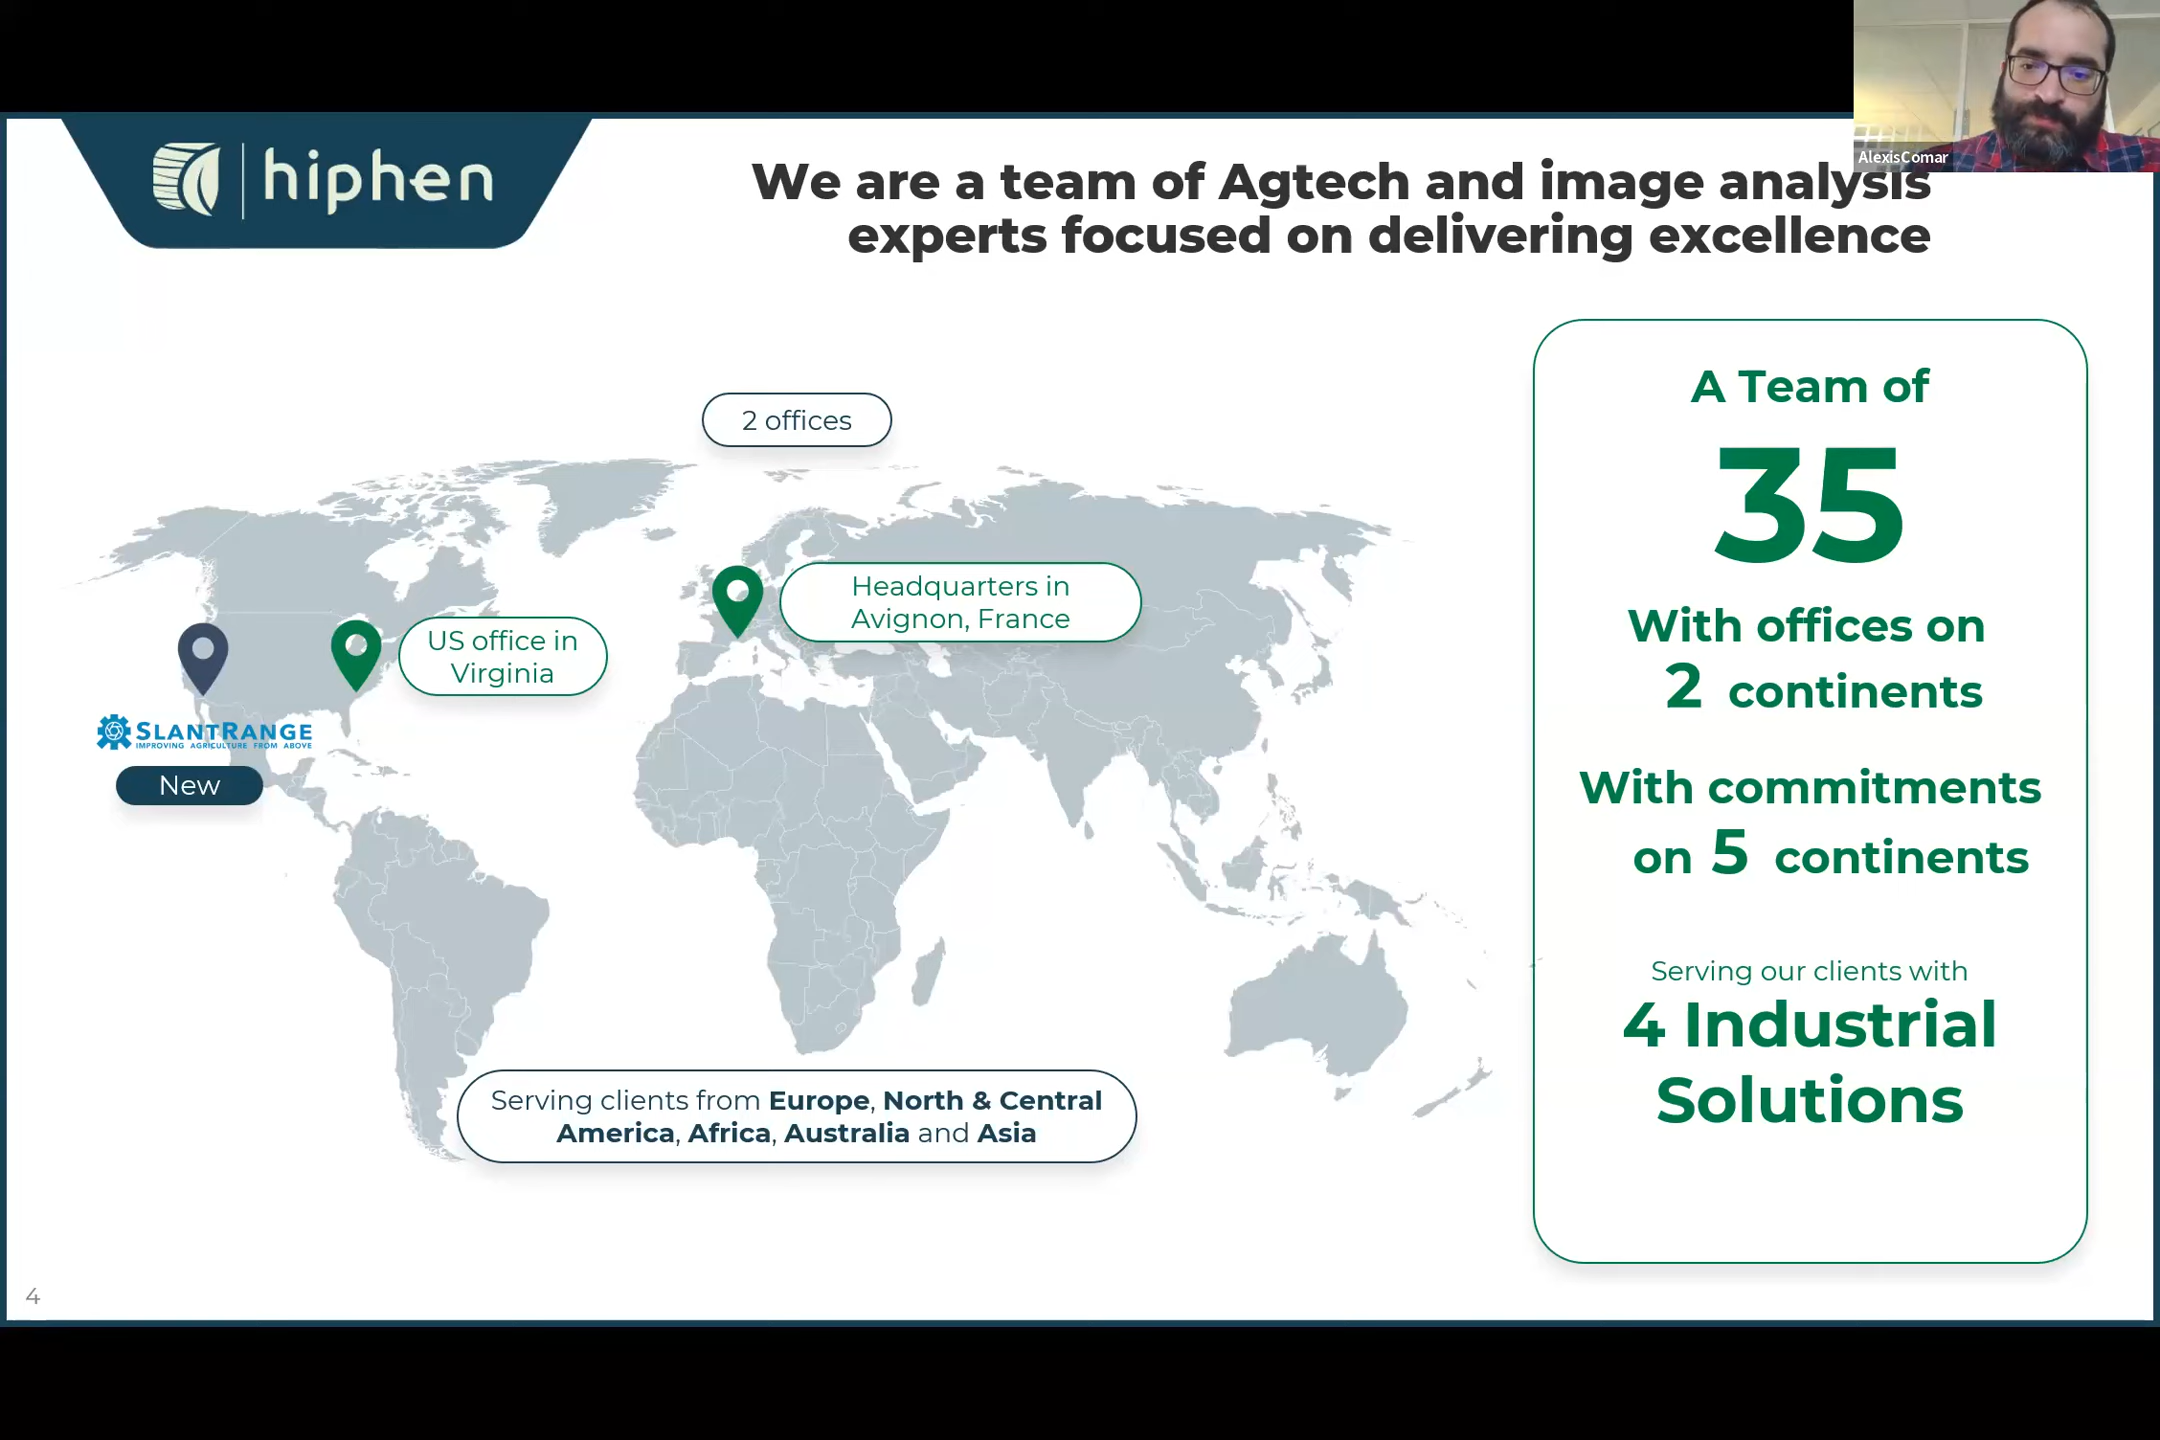 AlexisComar
hiphen
We are a team of Agtech and image analysis
experts focused on delivering excellence
2 offices
Headquarters in
Avignon, France
US office in
Virginia
SLANTRANGE
IMPROVING AGRICULTURE FROM ABOVE
New
Serving clients from Europe, North & Central
America, Africa, Australia and Asia
A Team of
35
With offices on
2 continents
With commitments
on 5 continents
Serving our clients with
4 Industrial
Solutions
4